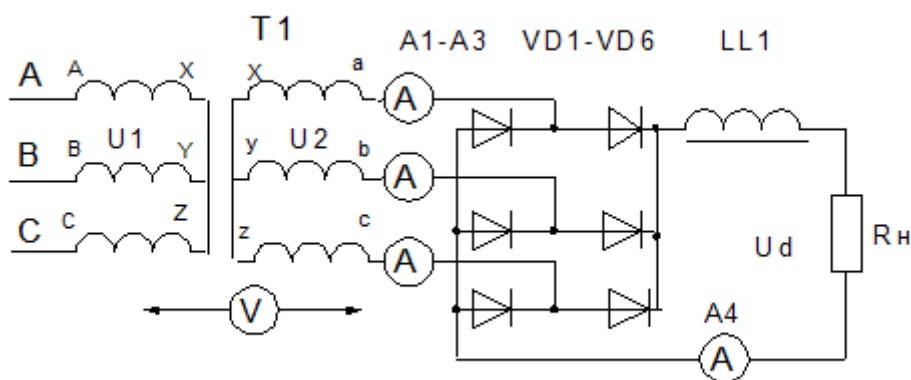 T1 A1-A3 VD1-VD6 LL1
A A X X a A
B B U1 Y y U2 b A
C C Z z c A
Ud Rн
V A4
A